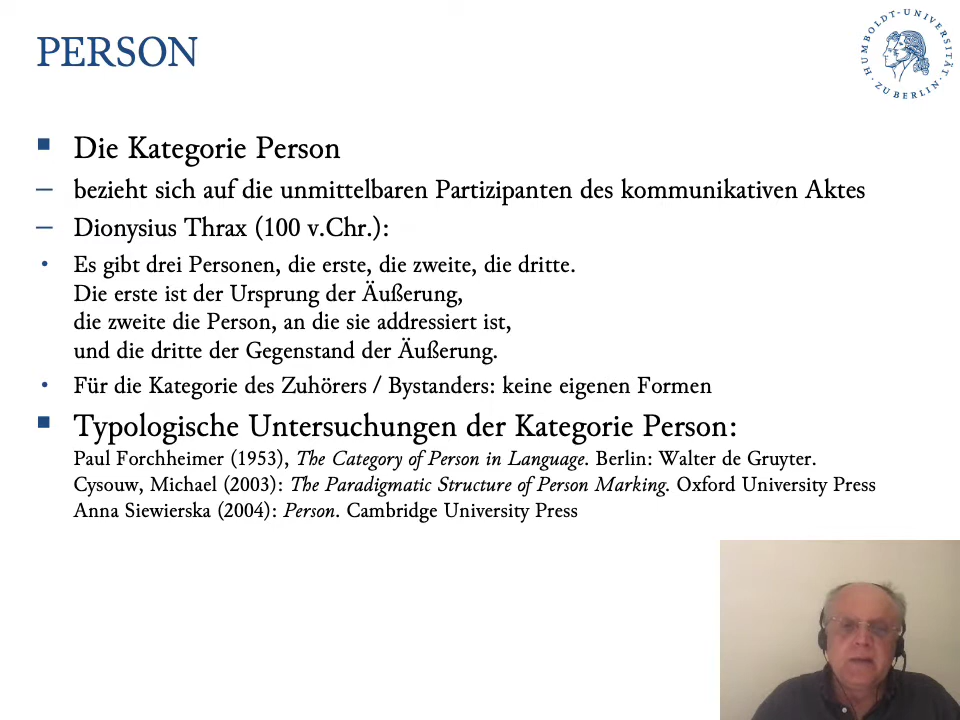 PERSON
HUMBOLDT-UNIVERSITÄT · ZU BERLIN ·
Die Kategorie Person
– bezieht sich auf die unmittelbaren Partizipanten des kommunikativen Aktes
– Dionysius Thrax (100 v.Chr.):
• Es gibt drei Personen, die erste, die zweite, die dritte.
Die erste ist der Ursprung der Äußerung,
die zweite die Person, an die sie addressiert ist,
und die dritte der Gegenstand der Äußerung.
• Für die Kategorie des Zuhörers / Bystanders: keine eigenen Formen
Typologische Untersuchungen der Kategorie Person:
Paul Forchheimer (1953), The Category of Person in Language. Berlin: Walter de Gruyter.
Cysouw, Michael (2003): The Paradigmatic Structure of Person Marking. Oxford University Press
Anna Siewierska (2004): Person. Cambridge University Press